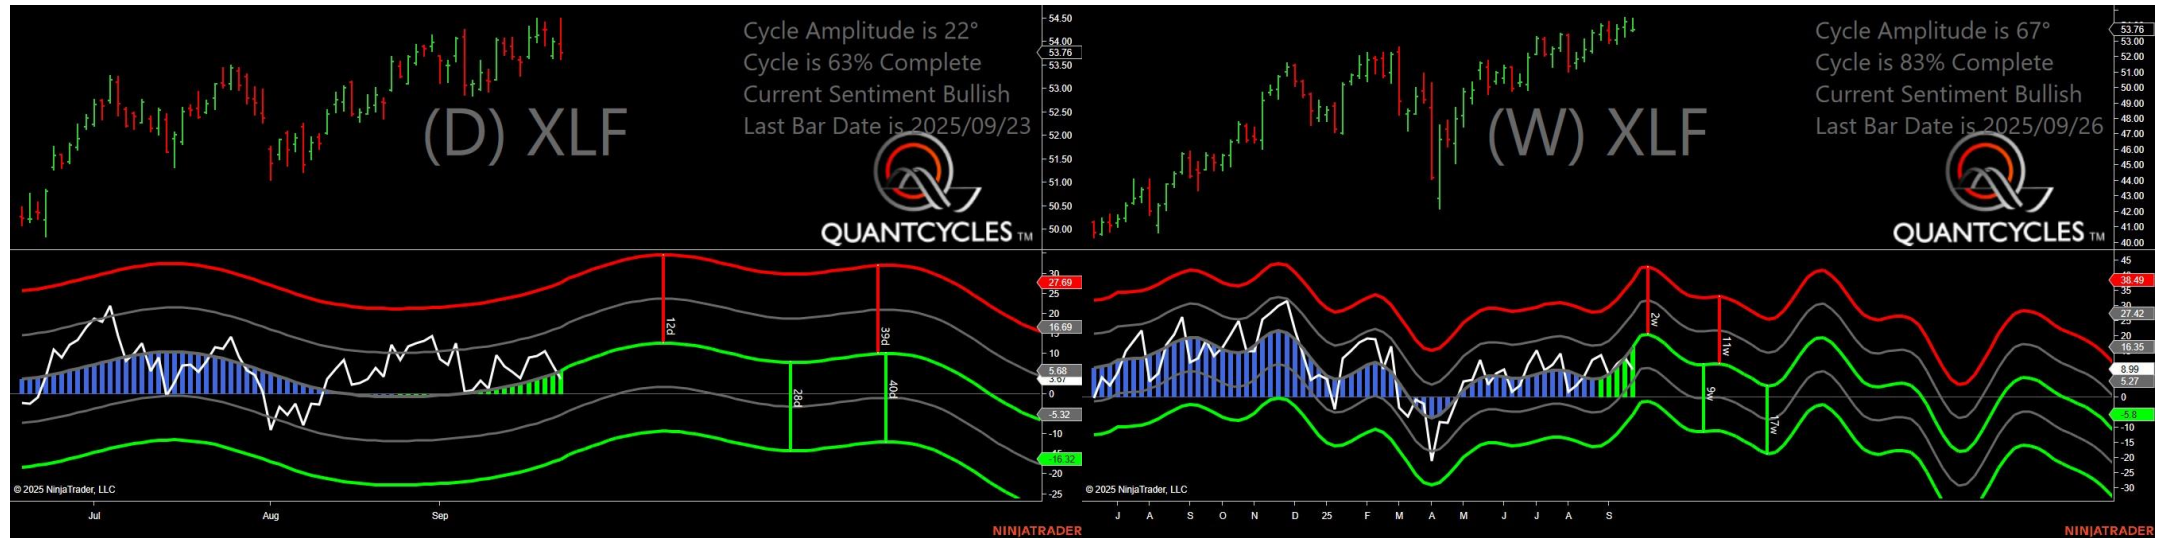 Cycle Amplitude is 22°
Cycle is 63% Complete
Current Sentiment Bullish
Last Bar Date is 2025/09/23
(D) XLF
QUANTCYCLES TM
54.50
54.00
53.76
53.50
53.00
52.50
52.00
51.50
51.00
50.50
50.00
30
27.69
25
20
16.69
15
10
5.68
3.67
0
-5.32
-10
-16.32
-20
-25
12d
28d
39d
40d
© 2025 NinjaTrader, LLC
Jul
Aug
Sep
NINJATRADER
Cycle Amplitude is 67°
Cycle is 83% Complete
Current Sentiment Bullish
Last Bar Date is 2025/09/26
(W) XLF
QUANTCYCLES TM
53.76
53.00
52.00
51.00
50.00
49.00
48.00
47.00
46.00
45.00
44.00
43.00
42.00
41.00
40.00
45
38.49
35
30
27.42
25
20
16.35
8.99
5.27
0
-5.8
-10
-15
-20
-25
-30
2w
11w
9w
17w
© 2025 NinjaTrader, LLC
J A S O N D 25 F M A M J J A S
NINJATRADER